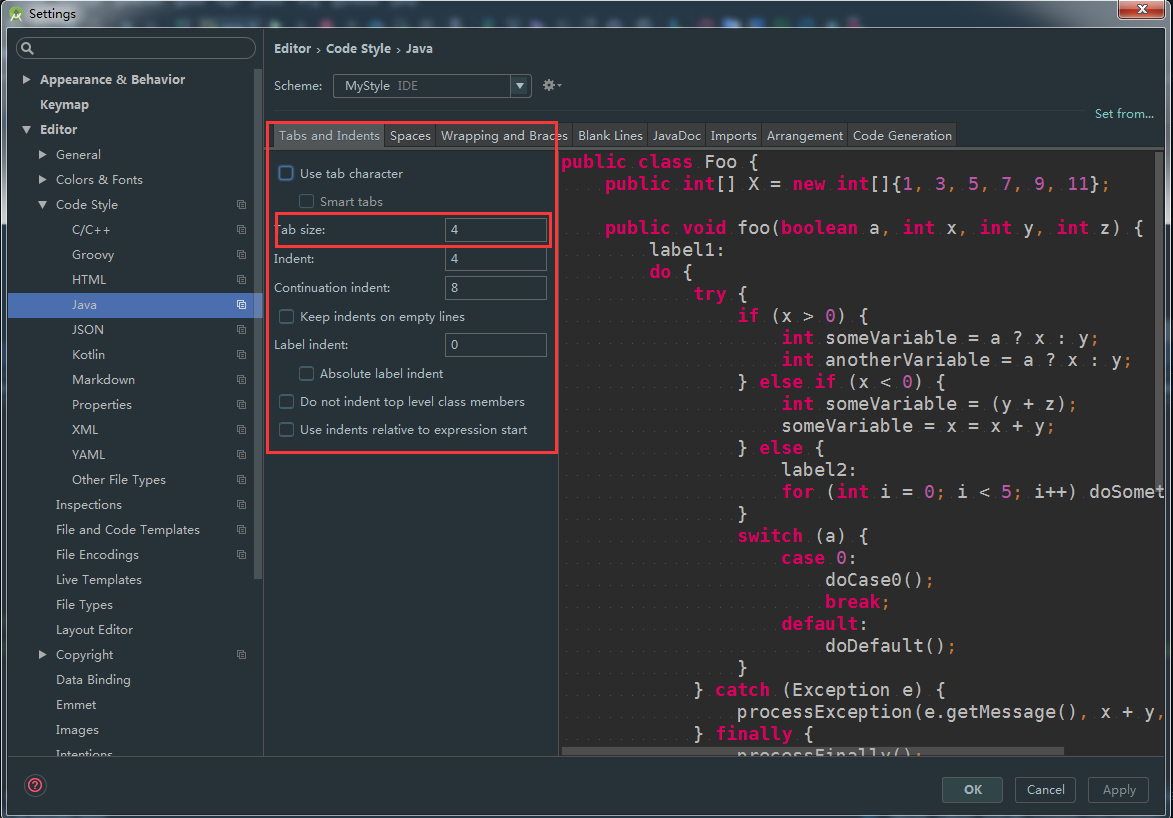 Settings
Editor › Code Style › Java
Scheme: MyStyle IDE
Set from...
Appearance & Behavior
Keymap
Editor
General
Colors & Fonts
Code Style
C/C++
Groovy
HTML
Java
JSON
Kotlin
Markdown
Properties
XML
YAML
Other File Types
Inspections
File and Code Templates
File Encodings
Live Templates
File Types
Layout Editor
Copyright
Data Binding
Emmet
Images
Intentions
Tabs and Indents Spaces Wrapping and Braces Blank Lines JavaDoc Imports Arrangement Code Generation
Use tab character
Smart tabs
Tab size: 4
Indent: 4
Continuation indent: 8
Keep indents on empty lines
Label indent: 0
Absolute label indent
Do not indent top level class members
Use indents relative to expression start
public class Foo {
public int[] X = new int[]{1, 3, 5, 7, 9, 11};
public void foo(boolean a, int x, int y, int z) {
label1:
do {
try {
if (x > 0) {
int someVariable = a ? x : y;
int anotherVariable = a ? x : y;
} else if (x < 0) {
int someVariable = (y + z);
someVariable = x = x + y;
} else {
label2:
for (int i = 0; i < 5; i++) doSomet
}
switch (a) {
case 0:
doCase0();
break;
default:
doDefault();
}
} catch (Exception e) {
processException(e.getMessage(), x + y,
} finally {
processFinally();
?
OK Cancel Apply